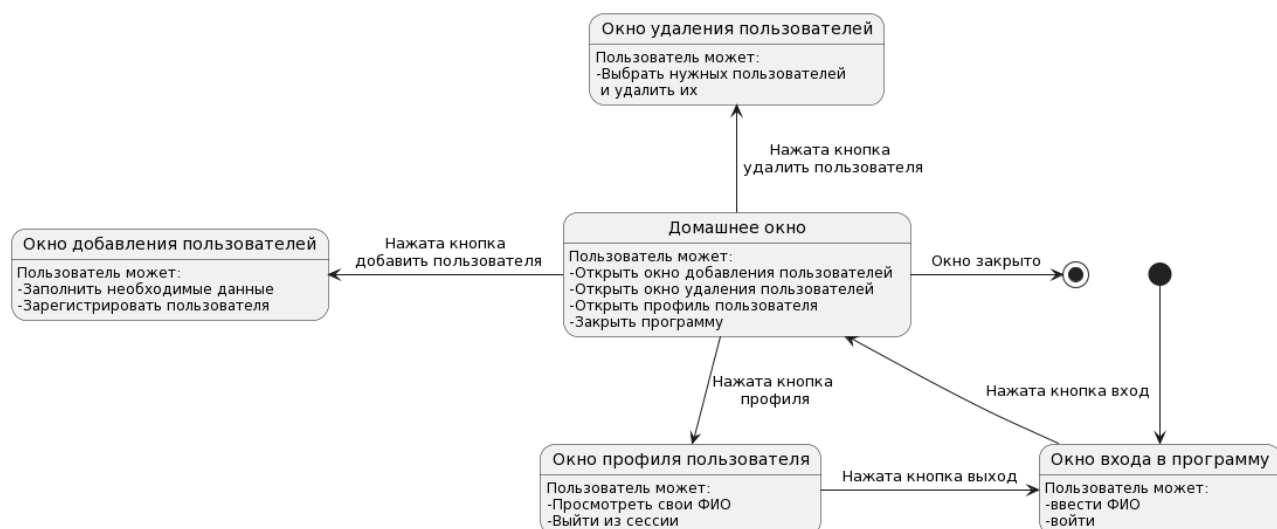 Окно удаления пользователей
Пользователь может:
-Выбрать нужных пользователей
и удалить их
Нажата кнопка
удалить пользователя
Окно добавления пользователей
Пользователь может:
-Заполнить необходимые данные
-Зарегистрировать пользователя
Нажата кнопка
добавить пользователя
Домашнее окно
Пользователь может:
-Открыть окно добавления пользователей
-Открыть окно удаления пользователей
-Открыть профиль пользователя
-Закрыть программу
Окно закрыто
Нажата кнопка
профиля
Нажата кнопка вход
Окно профиля пользователя
Пользователь может:
-Просмотреть свои ФИО
-Выйти из сессии
Нажата кнопка выход
Окно входа в программу
Пользователь может:
-ввести ФИО
-войти